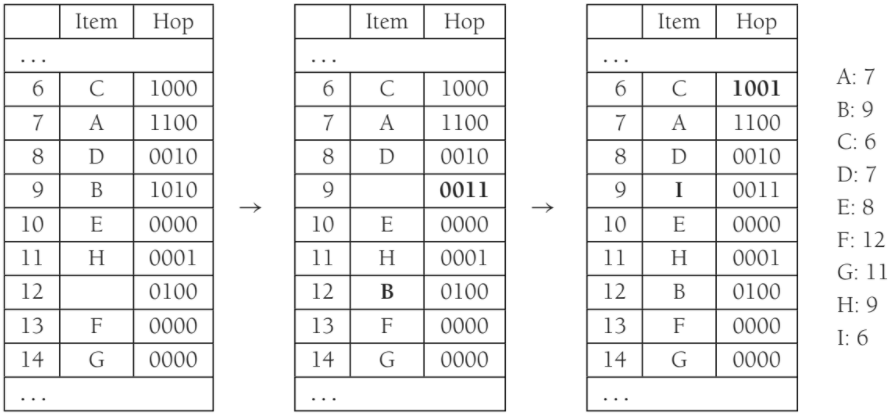 Item Hop
...
6 C 1000
7 A 1100
8 D 0010
9 B 1010
10 E 0000
11 H 0001
12 0100
13 F 0000
14 G 0000
...
→
Item Hop
...
6 C 1000
7 A 1100
8 D 0010
9 0011
10 E 0000
11 H 0001
12 B 0100
13 F 0000
14 G 0000
...
→
Item Hop
...
6 C 1001
7 A 1100
8 D 0010
9 I 0011
10 E 0000
11 H 0001
12 B 0100
13 F 0000
14 G 0000
...
A: 7
B: 9
C: 6
D: 7
E: 8
F: 12
G: 11
H: 9
I: 6